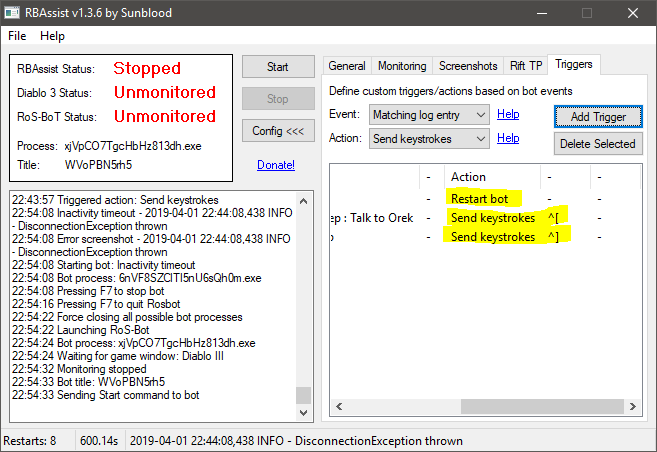 RBAssist v1.3.6 by Sunblood
File Help
RBAssist Status: Stopped
Diablo 3 Status: Unmonitored
RoS-BoT Status: Unmonitored
Process: xjVpCO7TgcHbHz813dh.exe
Title: WVoPBN5rh5
Start
Stop
Config <<<
Donate!
22:43:57 Triggered action: Send keystrokes
22:54:08 Inactivity timeout - 2019-04-01 22:44:08,438 INFO -
DisconnectionException thrown
22:54:08 Error screenshot - 2019-04-01 22:44:08,438 INFO -
DisconnectionException thrown
22:54:08 Starting bot: Inactivity timeout
22:54:08 Bot process: 6nVF8SZCITI5nU6sQh0m.exe
22:54:08 Pressing F7 to stop bot
22:54:16 Pressing F7 to quit Rosbot
22:54:22 Force closing all possible bot processes
22:54:22 Launching RoS-Bot
22:54:24 Bot process: xjVpCO7TgcHbHz813dh.exe
22:54:24 Waiting for game window: Diablo III
22:54:32 Monitoring stopped
22:54:33 Bot title: WVoPBN5rh5
22:54:33 Sending Start command to bot
General Monitoring Screenshots Rift TP Triggers
Define custom triggers/actions based on bot events
Event: Matching log entry Help Add Trigger
Action: Send keystrokes Help Delete Selected
- Action - -
- Restart bot - -
ep : Talk to Orek - Send keystrokes ^[ -
- Send keystrokes ^] -
Restarts: 8 600.14s 2019-04-01 22:44:08,438 INFO - DisconnectionException thrown